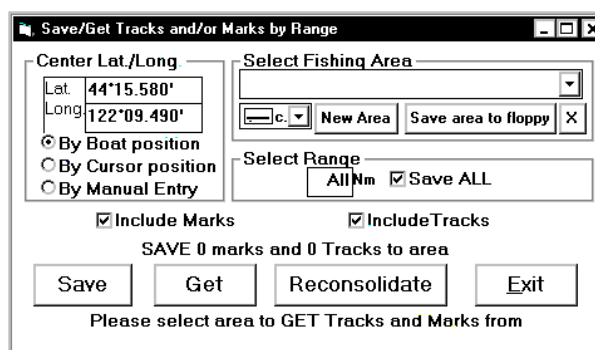 Save/Get Tracks and/or Marks by Range
Center Lat./Long.
Lat. 44°15.580'
Long. 122°09.490'
By Boat position
By Cursor position
By Manual Entry
Select Fishing Area
c. New Area Save area to floppy X
Select Range
All Nm Save ALL
Include Marks IncludeTracks
SAVE 0 marks and 0 Tracks to area
Save Get Reconsolidate Exit
Please select area to GET Tracks and Marks from